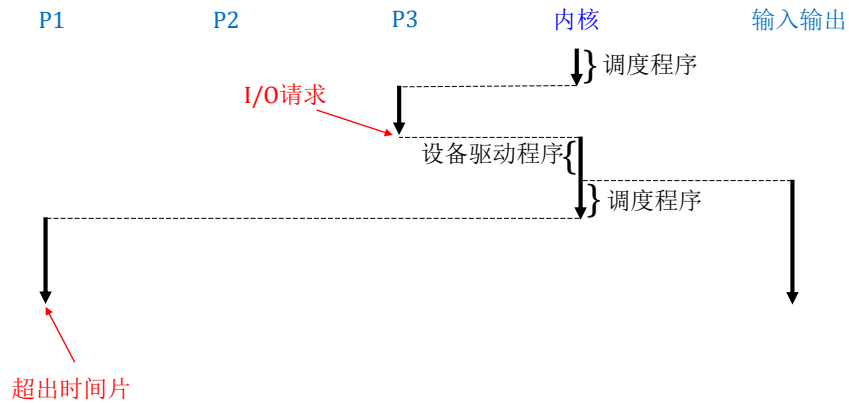 P1 P2 P3 内核 输入输出
调度程序
I/O请求
设备驱动程序
调度程序
超出时间片